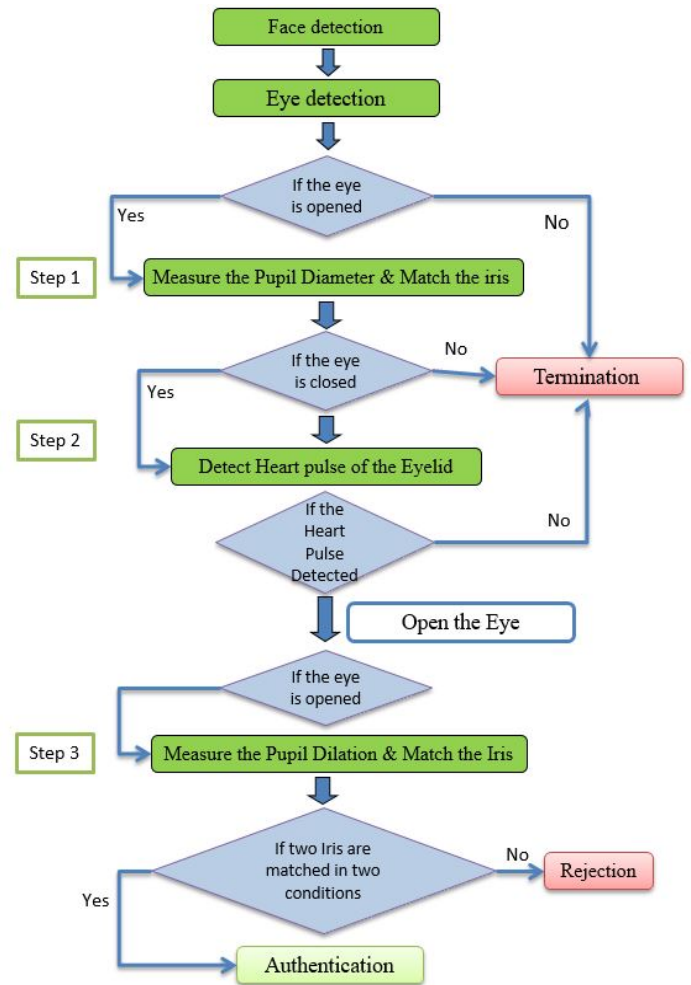 Face detection
Eye detection
If the eye
is opened
Yes
No
Step 1
Measure the Pupil Diameter & Match the iris
If the eye
is closed
No
Termination
Yes
Step 2
Detect Heart pulse of the Eyelid
If the
Heart
Pulse
Detected
No
Open the Eye
If the eye
is opened
Step 3
Measure the Pupil Dilation & Match the Iris
If two Iris are
matched in two
conditions
No
Rejection
Yes
Authentication